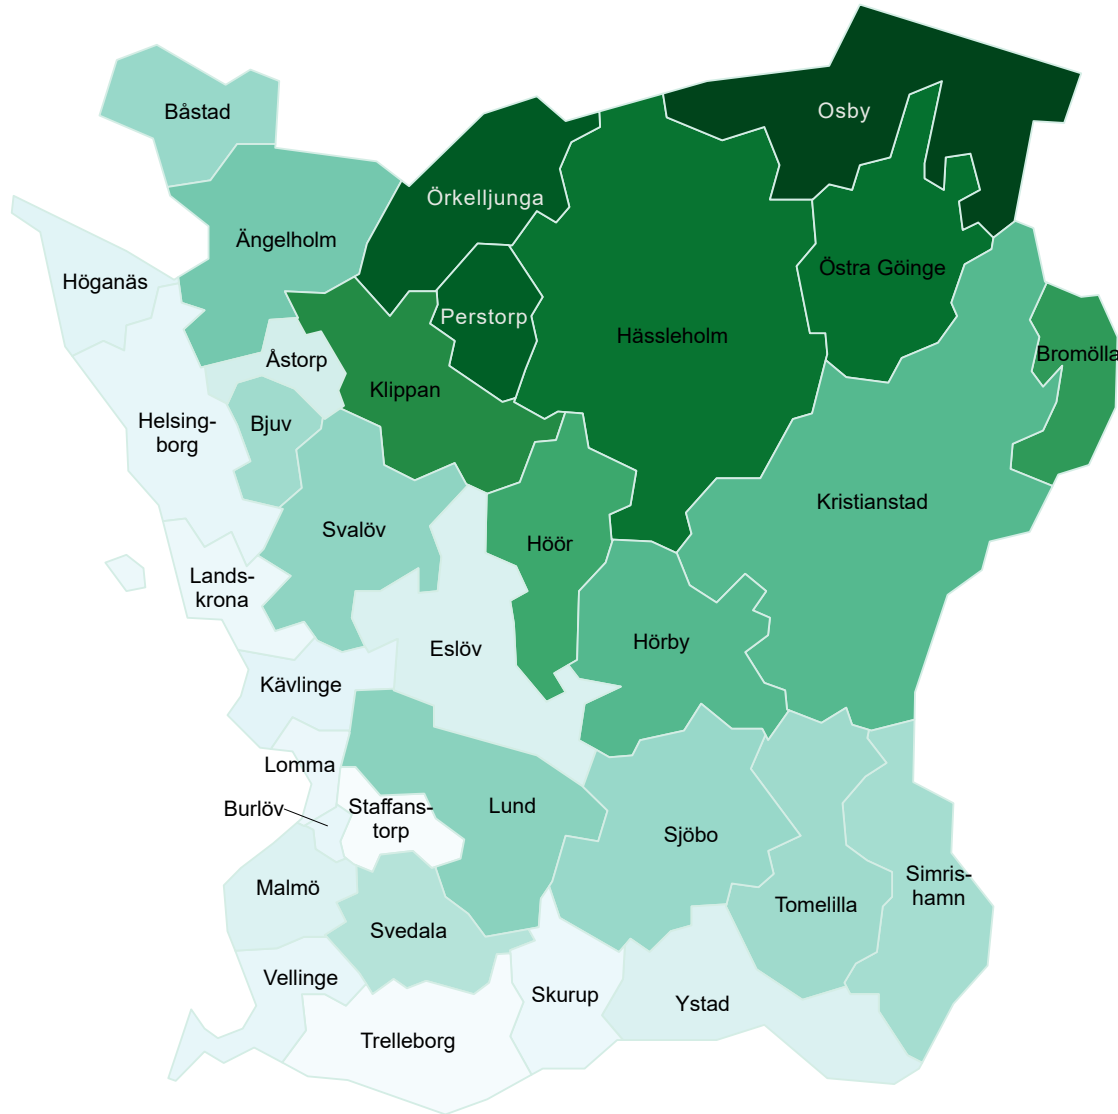 Båstad
Osby
Örkelljunga
Ängelholm
Östra Göinge
Höganäs
Perstorp
Hässleholm
Bromölla
Åstorp
Klippan
Helsing-
borg
Bjuv
Kristianstad
Svalöv
Höör
Lands-
krona
Hörby
Eslöv
Kävlinge
Lomma
Burlöv
Staffans-
torp
Lund
Sjöbo
Malmö
Simris-
hamn
Tomelilla
Svedala
Vellinge
Skurup
Ystad
Trelleborg